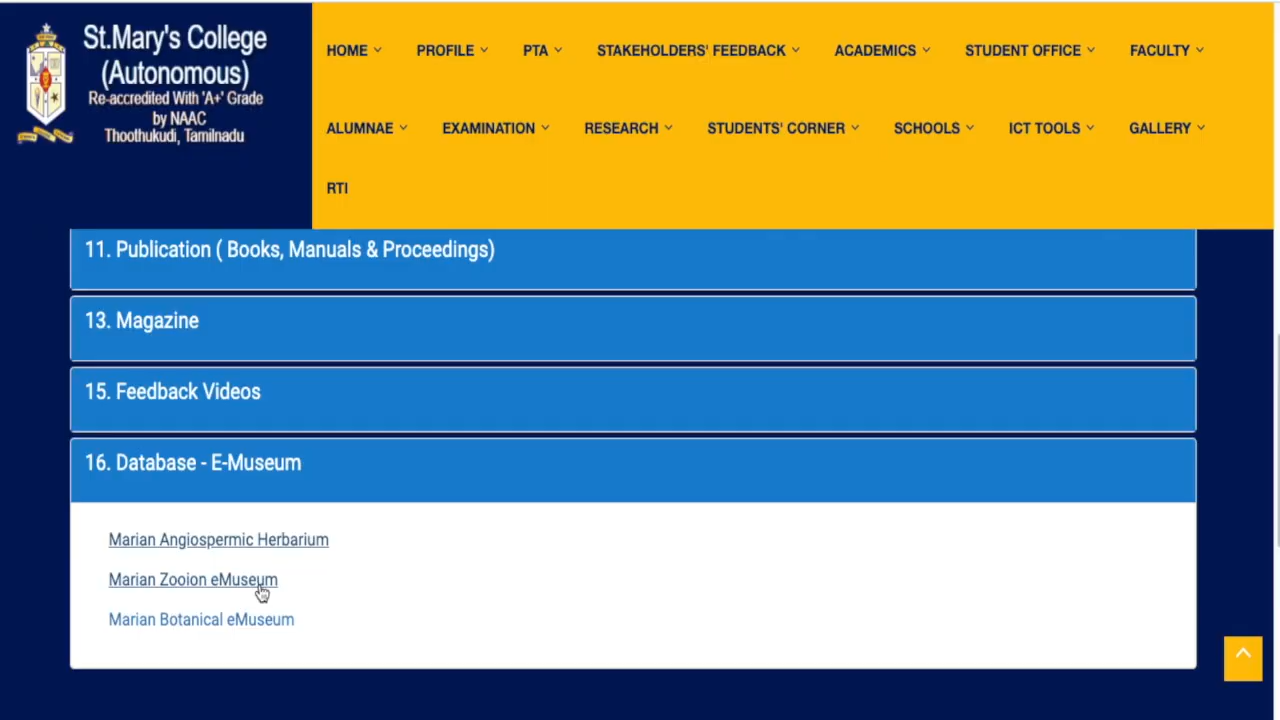 St.Mary's College
(Autonomous)
Re-accredited With 'A+' Grade
by NAAC
Thoothukudi, Tamilnadu
HOME PROFILE PTA STAKEHOLDERS' FEEDBACK ACADEMICS STUDENT OFFICE FACULTY
ALUMNAE EXAMINATION RESEARCH STUDENTS' CORNER SCHOOLS ICT TOOLS GALLERY
RTI
11. Publication ( Books, Manuals & Proceedings)
13. Magazine
15. Feedback Videos
16. Database - E-Museum
Marian Angiospermic Herbarium
Marian Zooion eMuseum
Marian Botanical eMuseum